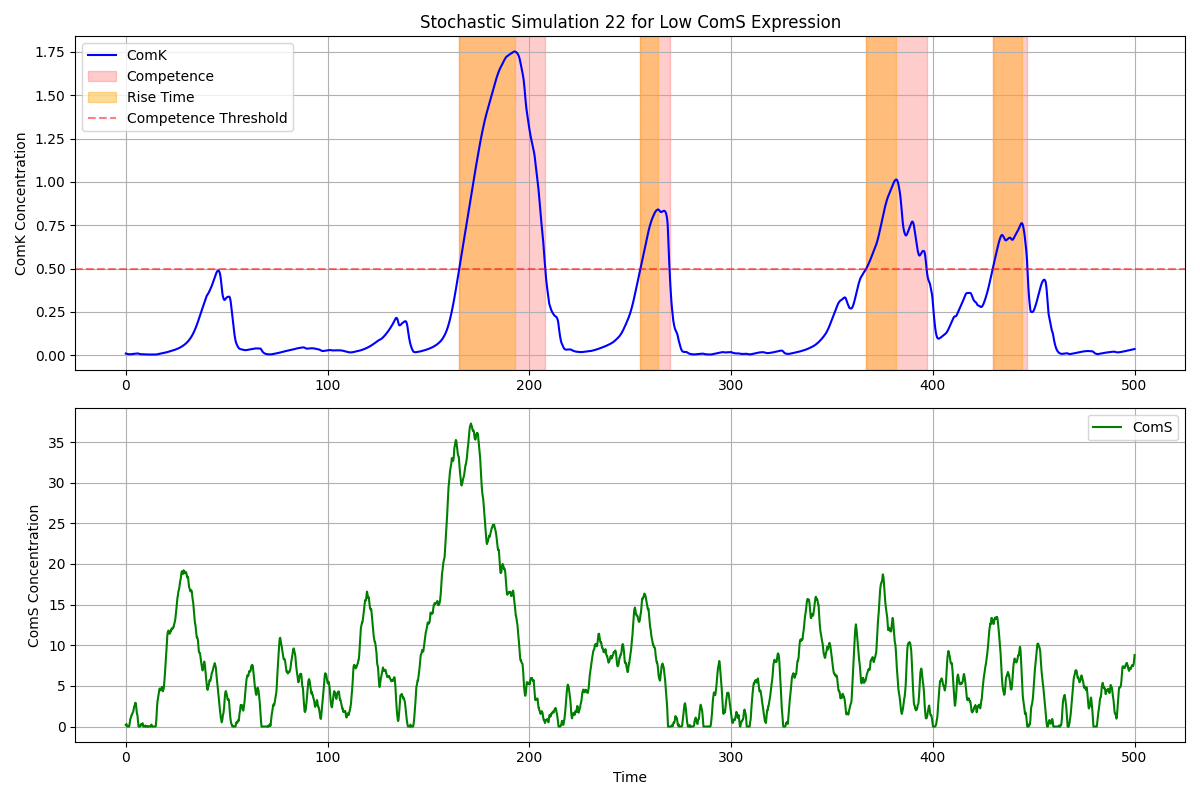 Stochastic Simulation 22 for Low ComS Expression
ComK Concentration
1.75
1.50
1.25
1.00
0.75
0.50
0.25
0.00
ComK
Competence
Rise Time
Competence Threshold
0 100 200 300 400 500
ComS Concentration
35
30
25
20
15
10
5
0
ComS
0 100 200 300 400 500
Time